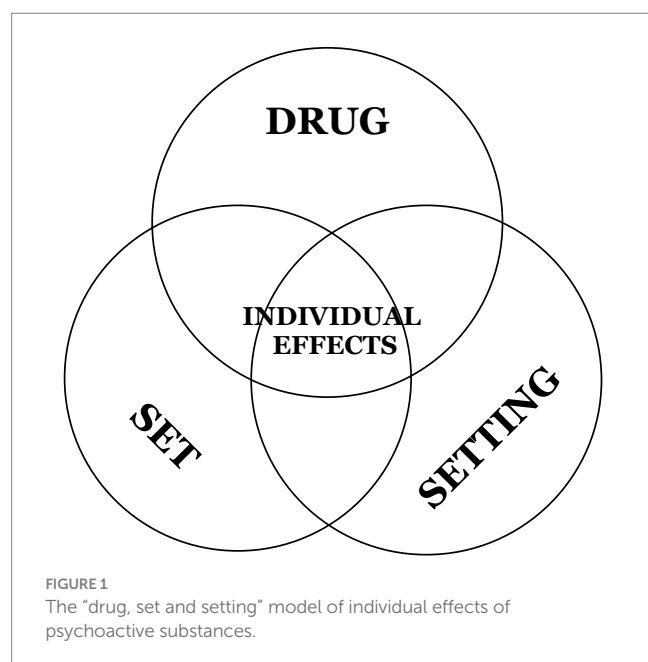 DRUG
INDIVIDUAL
EFFECTS
SET
SETTING
FIGURE 1
The “drug, set and setting” model of individual effects of
psychoactive substances.